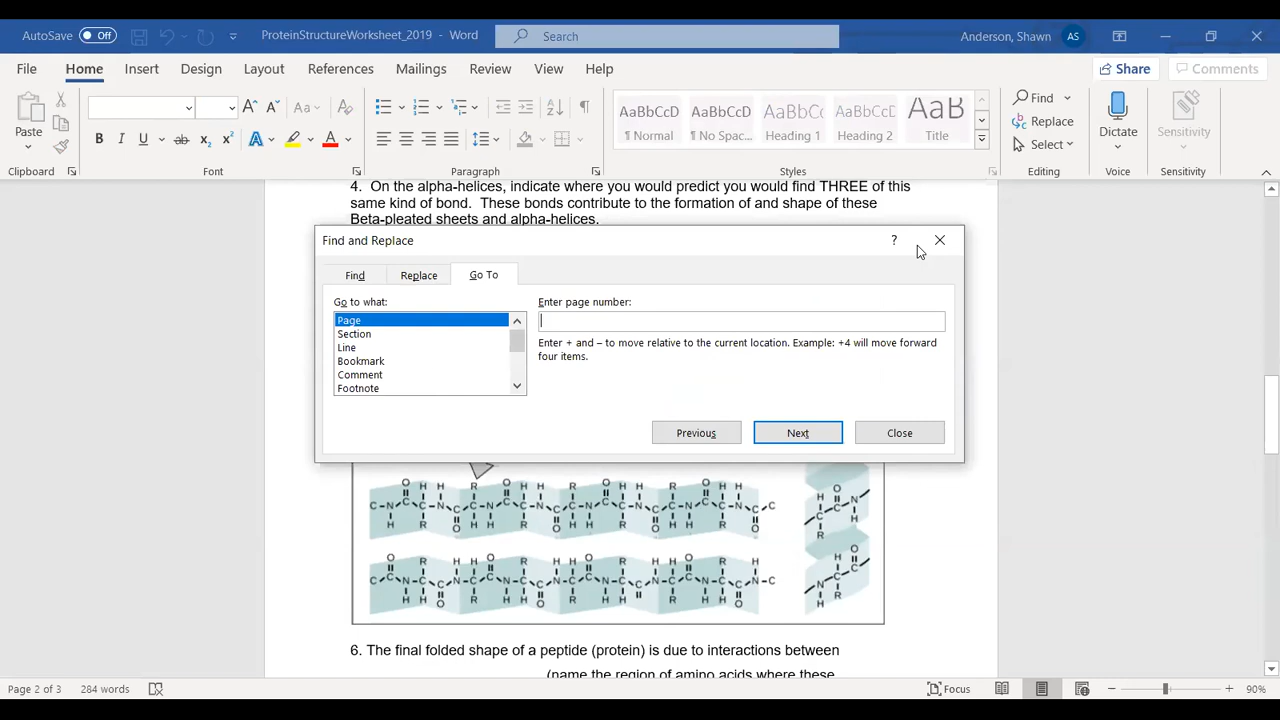 AutoSave Off ProteinStructureWorksheet_2019 - Word Search Anderson, Shawn AS
File Home Insert Design Layout References Mailings Review View Help Share Comments
Paste
B I U ab x₂ x² A A Aa
AaBbCcD AaBbCcD AaBbCc AaBbCcD AaB
¶ Normal ¶ No Spac... Heading 1 Heading 2 Title
Find
Replace
Select
Dictate
Sensitivity
Clipboard Font Paragraph Styles Editing Voice Sensitivity
4. On the alpha-helices, indicate where you would predict you would find THREE of this
same kind of bond. These bonds contribute to the formation of and shape of these
Beta-pleated sheets and alpha-helices.
Find and Replace ?
Find Replace Go To
Go to what:
Page
Section
Line
Bookmark
Comment
Footnote
Enter page number:
Enter + and – to move relative to the current location. Example: +4 will move forward
four items.
Previous Next Close
6. The final folded shape of a peptide (protein) is due to interactions between
(name the region of amino acids where these
Page 2 of 3 284 words Focus 90%